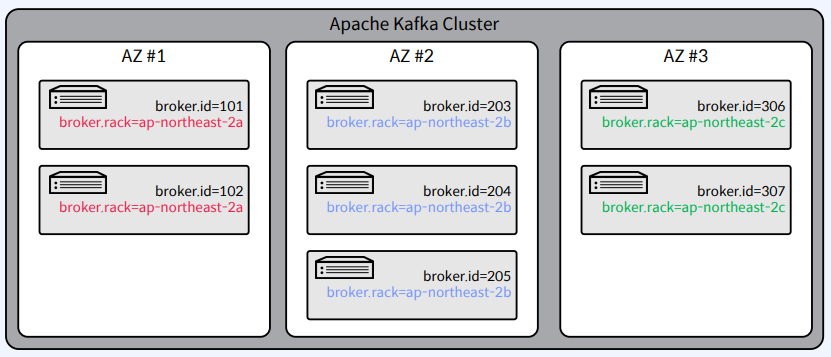 Apache Kafka Cluster
AZ #1
broker.id=101
broker.rack=ap-northeast-2a
broker.id=102
broker.rack=ap-northeast-2a
AZ #2
broker.id=203
broker.rack=ap-northeast-2b
broker.id=204
broker.rack=ap-northeast-2b
broker.id=205
broker.rack=ap-northeast-2b
AZ #3
broker.id=306
broker.rack=ap-northeast-2c
broker.id=307
broker.rack=ap-northeast-2c